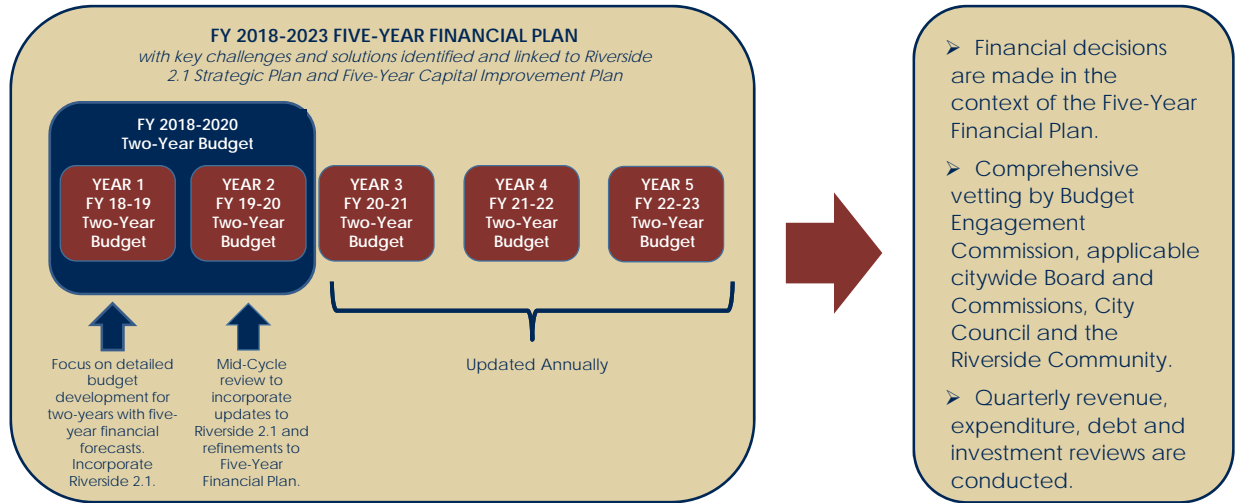 FY 2018-2023 FIVE-YEAR FINANCIAL PLAN
with key challenges and solutions identified and linked to Riverside
2.1 Strategic Plan and Five-Year Capital Improvement Plan
FY 2018-2020
Two-Year Budget
YEAR 1
FY 18-19
Two-Year
Budget
YEAR 2
FY 19-20
Two-Year
Budget
YEAR 3
FY 20-21
Two-Year
Budget
YEAR 4
FY 21-22
Two-Year
Budget
YEAR 5
FY 22-23
Two-Year
Budget
Focus on detailed
budget
development for
two-years with five-
year financial
forecasts.
Incorporate
Riverside 2.1.
Mid-Cycle
review to
incorporate
updates to
Riverside 2.1 and
refinements to
Five-Year
Financial Plan.
Updated Annually
➢ Financial decisions
are made in the
context of the Five-Year
Financial Plan.
➢ Comprehensive
vetting by Budget
Engagement
Commission, applicable
citywide Board and
Commissions, City
Council and the
Riverside Community.
➢ Quarterly revenue,
expenditure, debt and
investment reviews are
conducted.